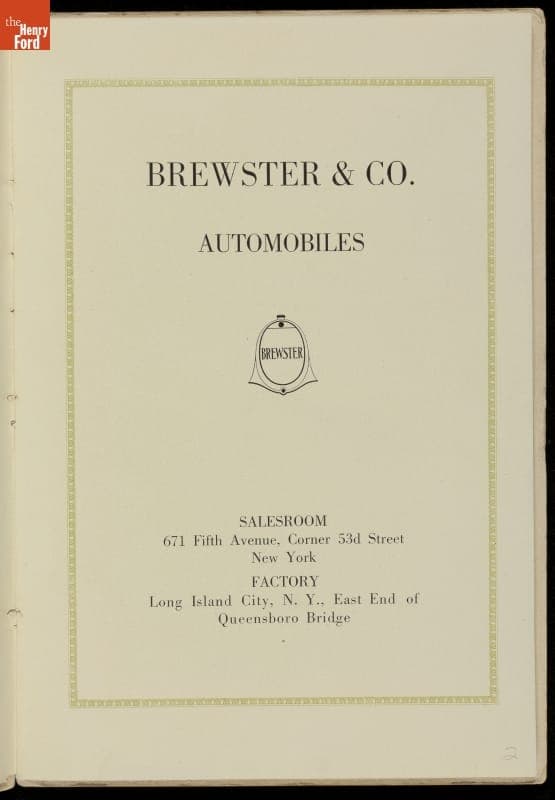 the
Henry
Ford
BREWSTER & CO.
AUTOMOBILES
BREWSTER
SALESROOM
671 Fifth Avenue, Corner 53d Street
New York
FACTORY
Long Island City, N. Y., East End of
Queensboro Bridge
2